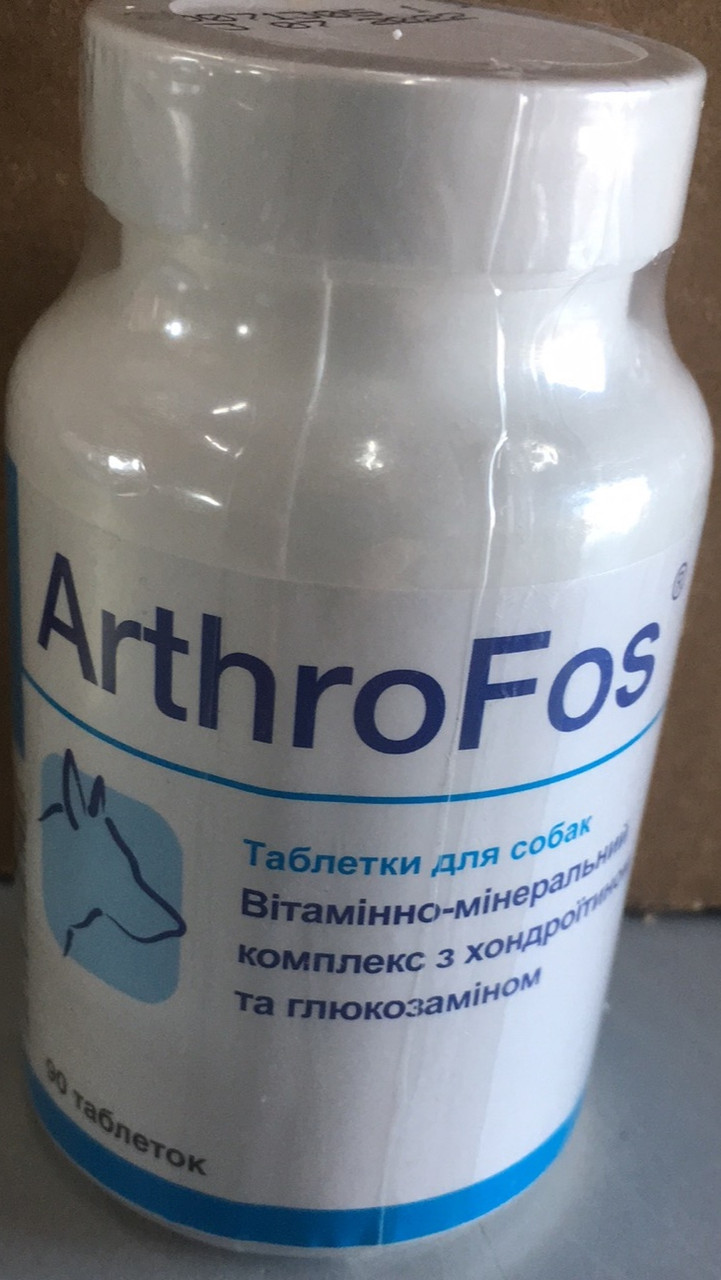 ArthroFos®
Таблетки для собак
Вітамінно-мінеральний
комплекс з хондроїтином
та глюкозаміном
90 таблеток